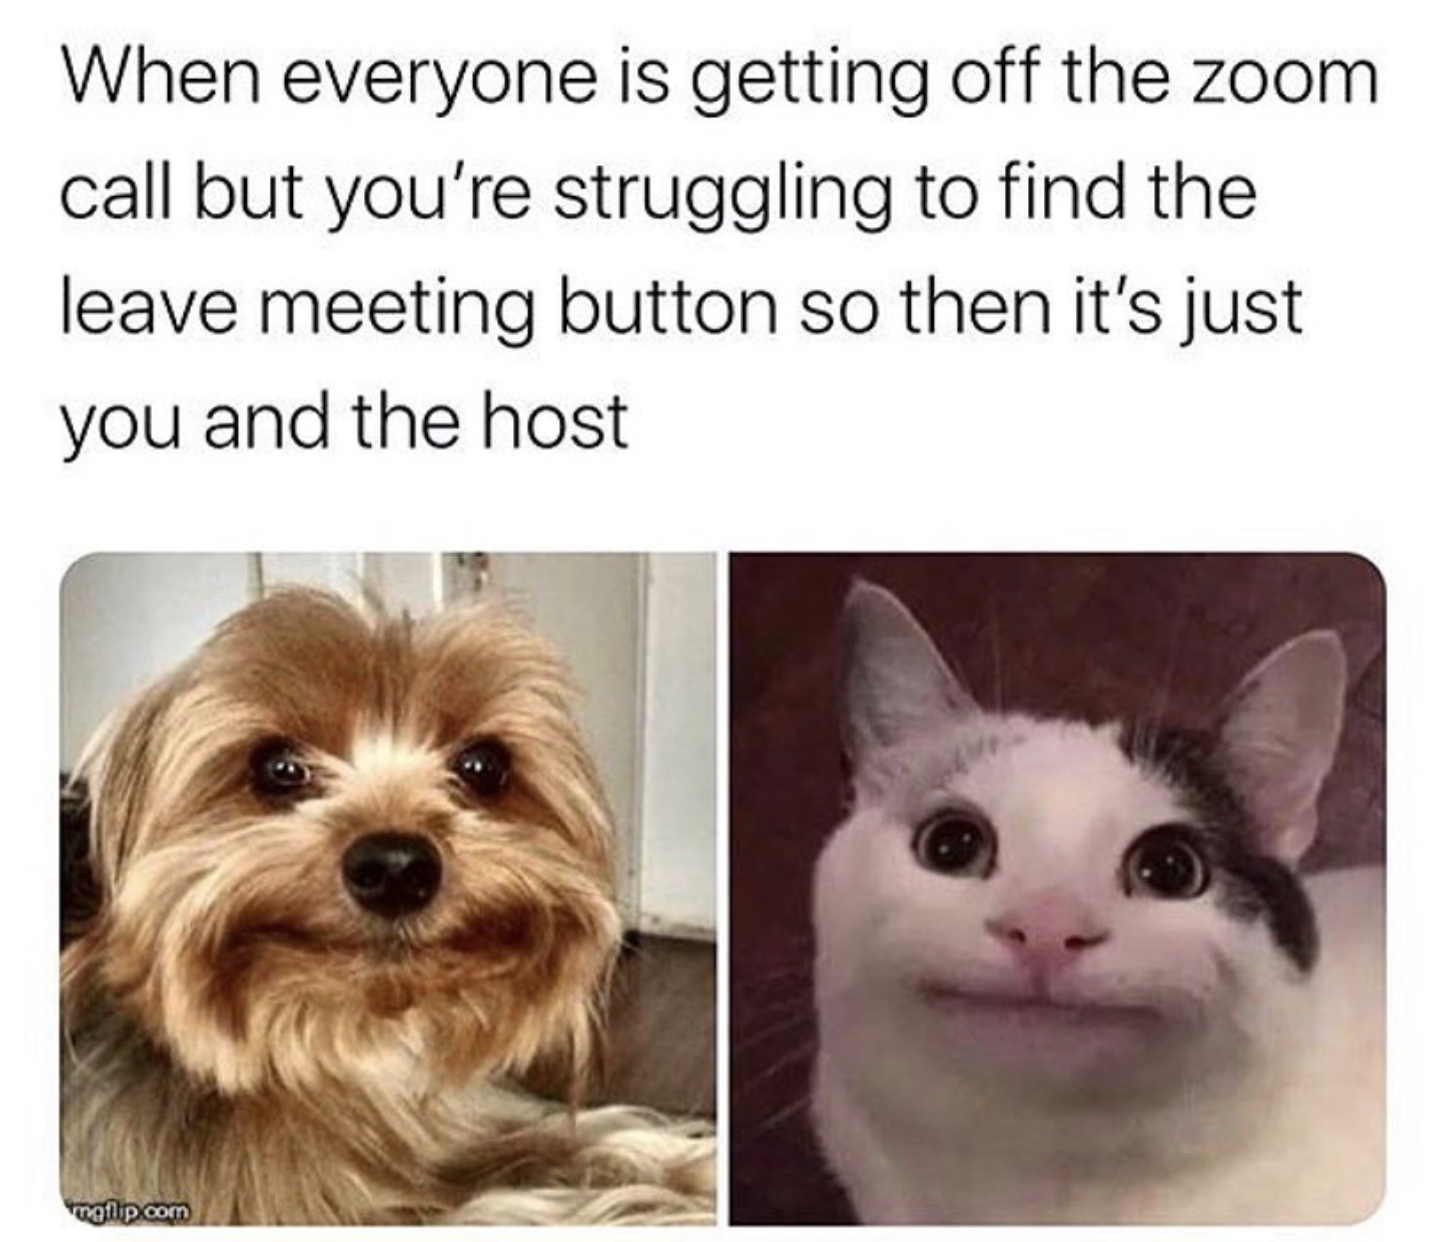 When everyone is getting off the zoom
call but you're struggling to find the
leave meeting button so then it's just
you and the host
imgflip.com